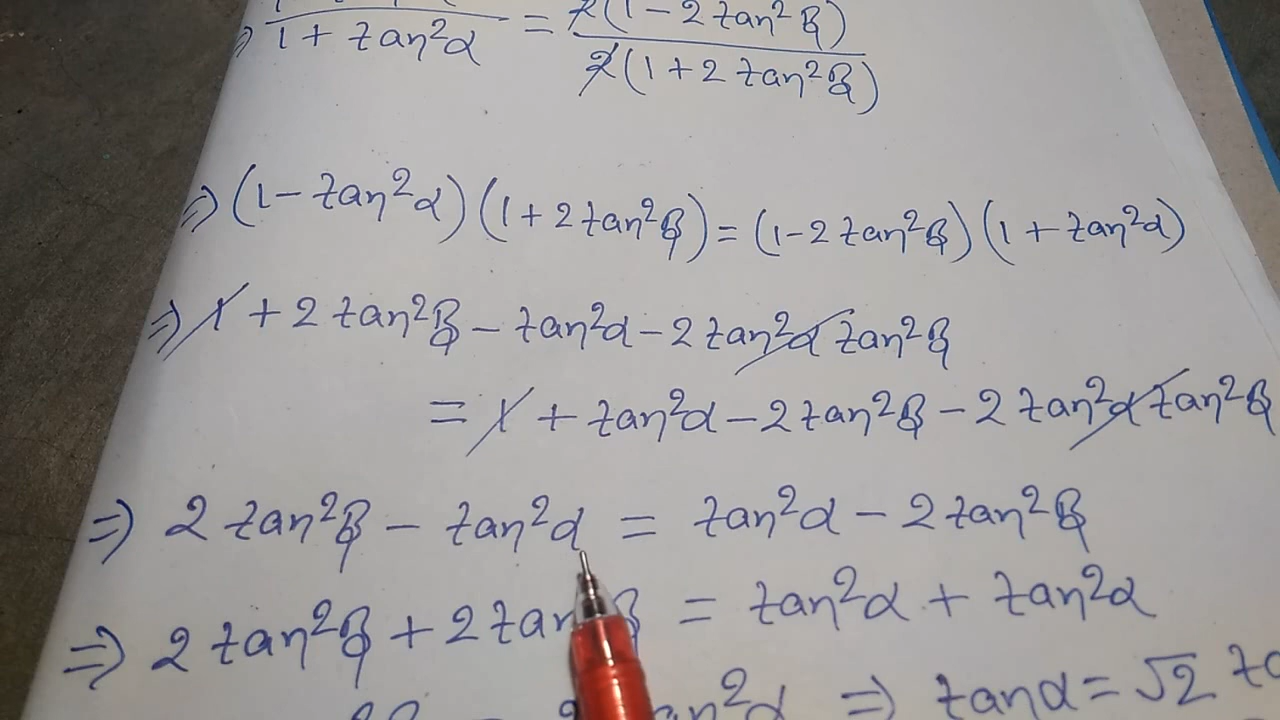 ⇒ 1 + tan²α = 2(1 - 2 tan²β) / 2(1 + 2 tan²β)
⇒ (1 - tan²α)(1 + 2 tan²β) = (1 - 2 tan²β)(1 + tan²α)
⇒ 1 + 2 tan²β - tan²α - 2 tan²α tan²β
= 1 + tan²α - 2 tan²β - 2 tan²α tan²β
⇒ 2 tan²β - tan²α = tan²α - 2 tan²β
⇒ 2 tan²β + 2 tan β = tan²α + tan²α
tan²α ⇒ tanα = √2